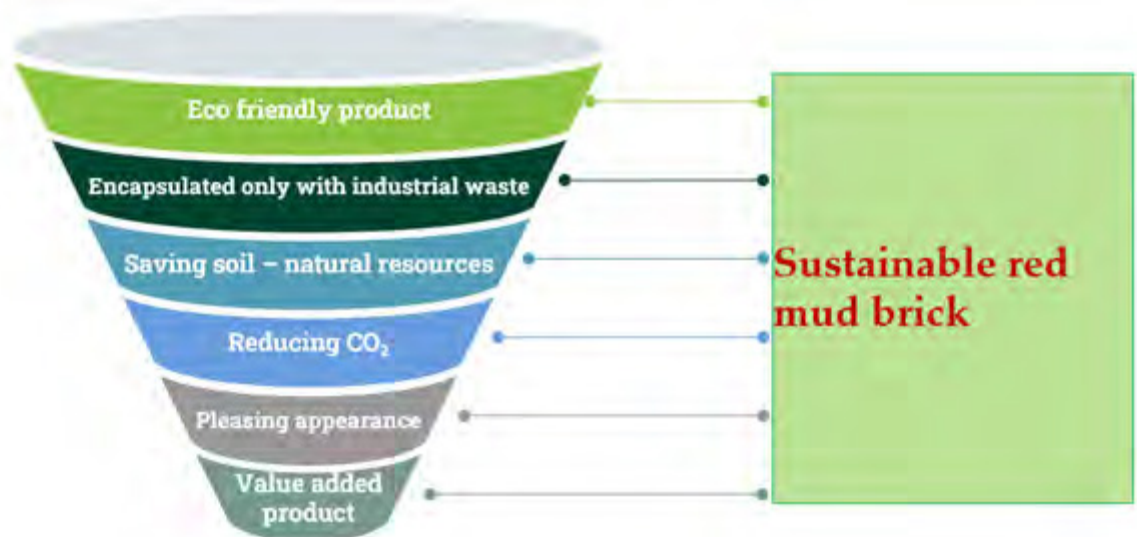 Eco friendly product
Encapsulated only with industrial waste
Saving soil – natural resources
Reducing CO₂
Pleasing appearance
Value added
product
Sustainable red
mud brick